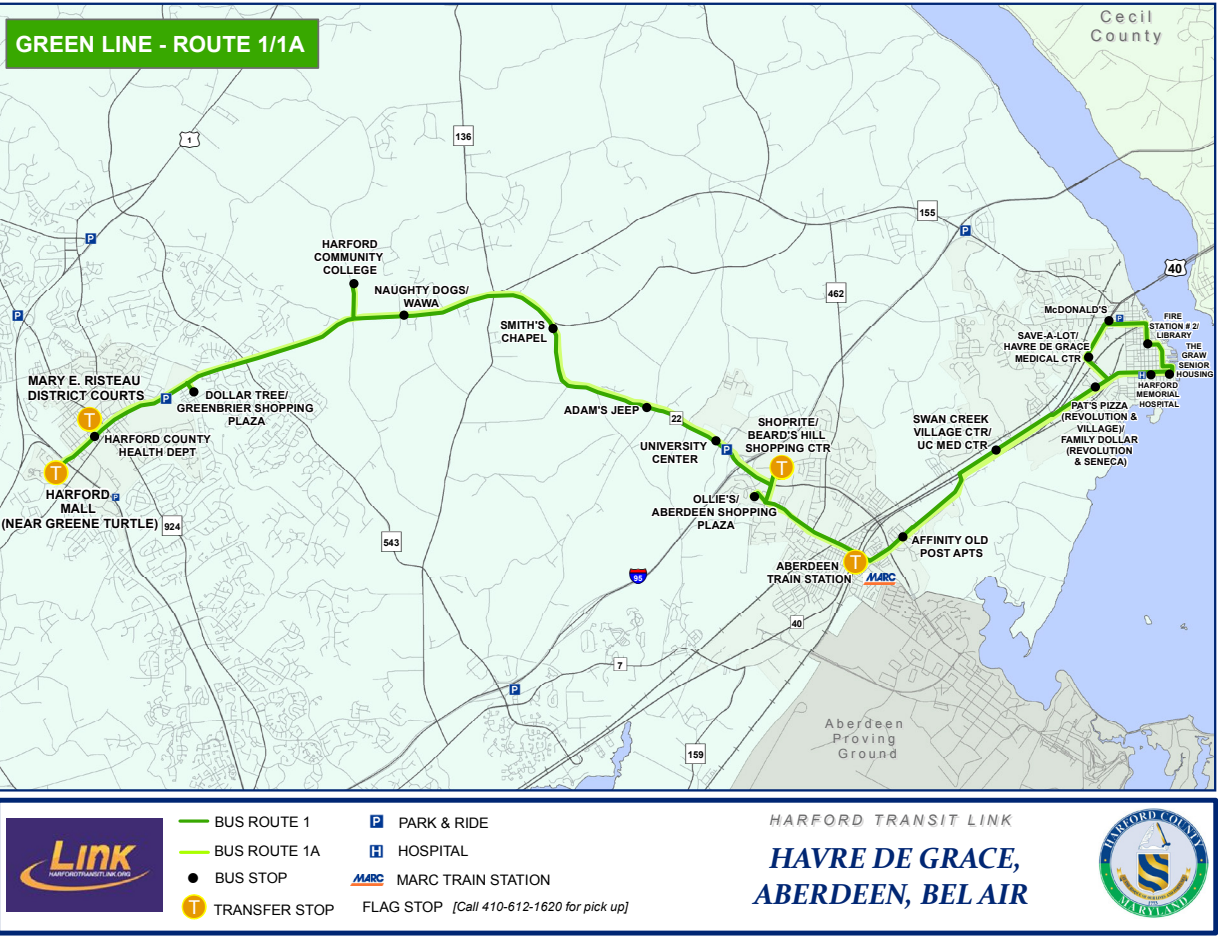 GREEN LINE - ROUTE 1/1A
Cecil
County
1
136
155
40
462
HARFORD
COMMUNITY
COLLEGE
NAUGHTY DOGS/
WAWA
SMITH'S
CHAPEL
McDONALD'S
P
FIRE
STATION # 2/
LIBRARY
SAVE-A-LOT/
HAVRE DE GRACE
MEDICAL CTR
THE
GRAW
SENIOR
HOUSING
H
HARFORD
MEMORIAL
HOSPITAL
P
P
P
MARY E. RISTEAU
DISTRICT COURTS
T
P
DOLLAR TREE/
GREENBRIER SHOPPING
PLAZA
HARFORD COUNTY
HEALTH DEPT
T
HARFORD
MALL
(NEAR GREENE TURTLE)
P
924
543
ADAM'S JEEP
22
UNIVERSITY
CENTER
P
SHOPRITE/
BEARD'S HILL
SHOPPING CTR
T
OLLIE'S/
ABERDEEN SHOPPING
PLAZA
SWAN CREEK
VILLAGE CTR/
UC MED CTR
PAT'S PIZZA
(REVOLUTION &
VILLAGE)/
FAMILY DOLLAR
(REVOLUTION
& SENECA)
AFFINITY OLD
POST APTS
ABERDEEN
TRAIN STATION
T
MARC
95
40
7
P
159
Aberdeen
Proving
Ground
Link
HARFORDTRANSITLINK.ORG
BUS ROUTE 1
BUS ROUTE 1A
BUS STOP
T TRANSFER STOP
P PARK & RIDE
H HOSPITAL
MARC MARC TRAIN STATION
FLAG STOP [Call 410-612-1620 for pick up]
HARFORD TRANSIT LINK
HAVRE DE GRACE,
ABERDEEN, BEL AIR
HARFORD COUNTY
MARYLAND